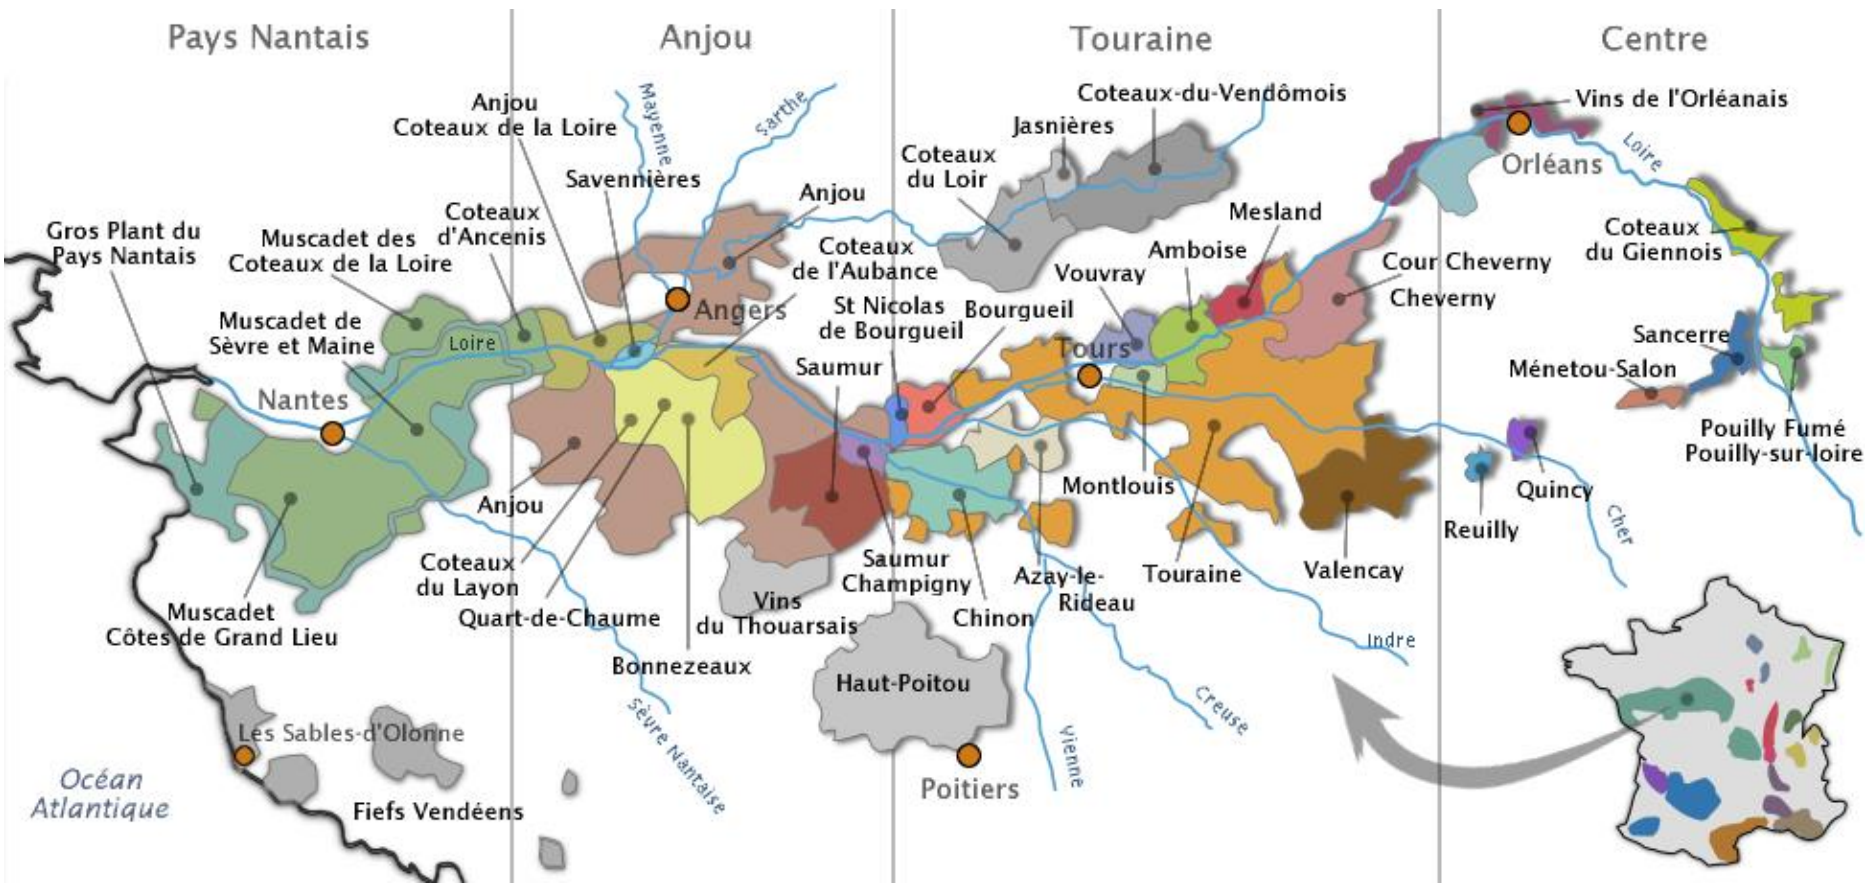 Pays Nantais
Anjou
Touraine
Centre
Mayenne
Sarthe
Anjou
Coteaux de la Loire
Savennières
Coteaux
d'Ancenis
Muscadet des
Coteaux de la Loire
Gros Plant du
Pays Nantais
Muscadet de
Sèvre et Maine
Loire
Nantes
Anjou
Angers
Coteaux
de l'Aubance
St Nicolas
de Bourgueil
Saumur
Bourgueil
Coteaux
du Loir
Jasnières
Coteaux-du-Vendômois
Vouvray
Amboise
Mesland
Tours
Cour Cheverny
Cheverny
Vins de l'Orléanais
Orléans
Loire
Coteaux
du Giennois
Sancerre
Ménetou-Salon
Pouilly Fumé
Pouilly-sur-loire
Quincy
Reuilly
Cher
Anjou
Coteaux
du Layon
Quart-de-Chaume
Bonnezeaux
Vins
du Thouarsais
Saumur
Champigny
Chinon
Azay-le-
Rideau
Montlouis
Touraine
Valencay
Indre
Creuse
Vienne
Haut-Poitou
Poitiers
Muscadet
Côtes de Grand Lieu
Sèvre Nantaise
Les Sables-d'Olonne
Fiefs Vendéens
Océan
Atlantique